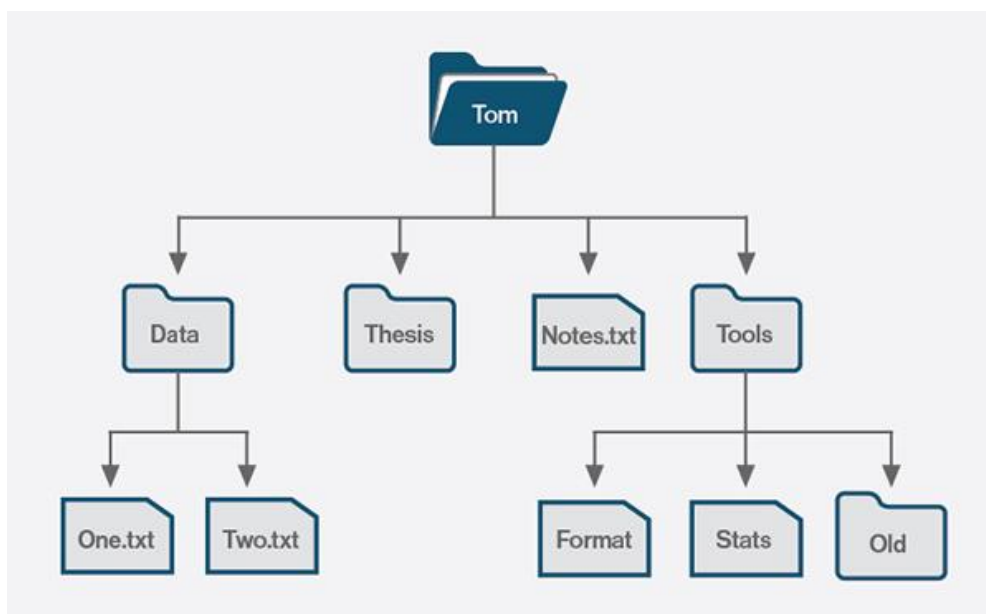 Tom
Data
Thesis
Notes.txt
Tools
One.txt
Two.txt
Format
Stats
Old